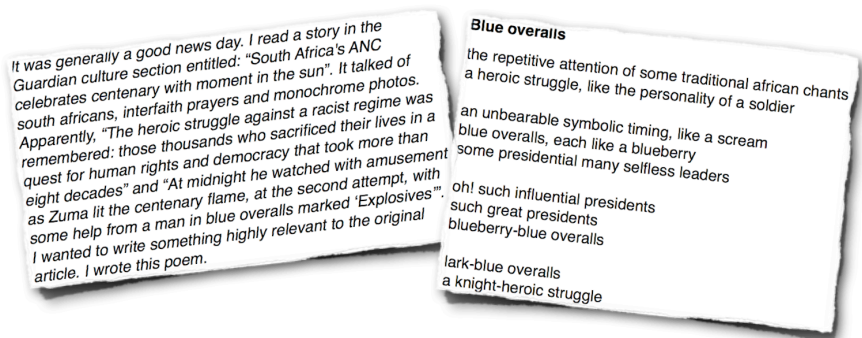 It was generally a good news day. I read a story in the
Guardian culture section entitled: “South Africa's ANC
celebrates centenary with moment in the sun”. It talked of
south africans, interfaith prayers and monochrome photos.
Apparently, “The heroic struggle against a racist regime was
remembered: those thousands who sacrificed their lives in a
quest for human rights and democracy that took more than
eight decades” and “At midnight he watched with amusement
as Zuma lit the centenary flame, at the second attempt, with
some help from a man in blue overalls marked ‘Explosives’”.
I wanted to write something highly relevant to the original
article. I wrote this poem.
Blue overalls
the repetitive attention of some traditional african chants
a heroic struggle, like the personality of a soldier
an unbearable symbolic timing, like a scream
blue overalls, each like a blueberry
some presidential many selfless leaders
oh! such influential presidents
such great presidents
blueberry-blue overalls
lark-blue overalls
a knight-heroic struggle